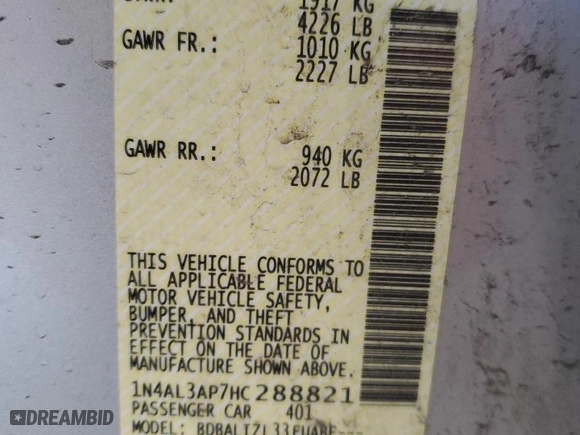 1917 KG
4226 LB
GAWR FR.: 1010 KG
2227 LB
GAWR RR.: 940 KG
2072 LB
THIS VEHICLE CONFORMS TO
ALL APPLICABLE FEDERAL
MOTOR VEHICLE SAFETY,
BUMPER, AND THEFT
PREVENTION STANDARDS IN
EFFECT ON THE DATE OF
MANUFACTURE SHOWN ABOVE.
1N4AL3AP7HC288821
PASSENGER CAR 401
MODEL:
DREAMBID